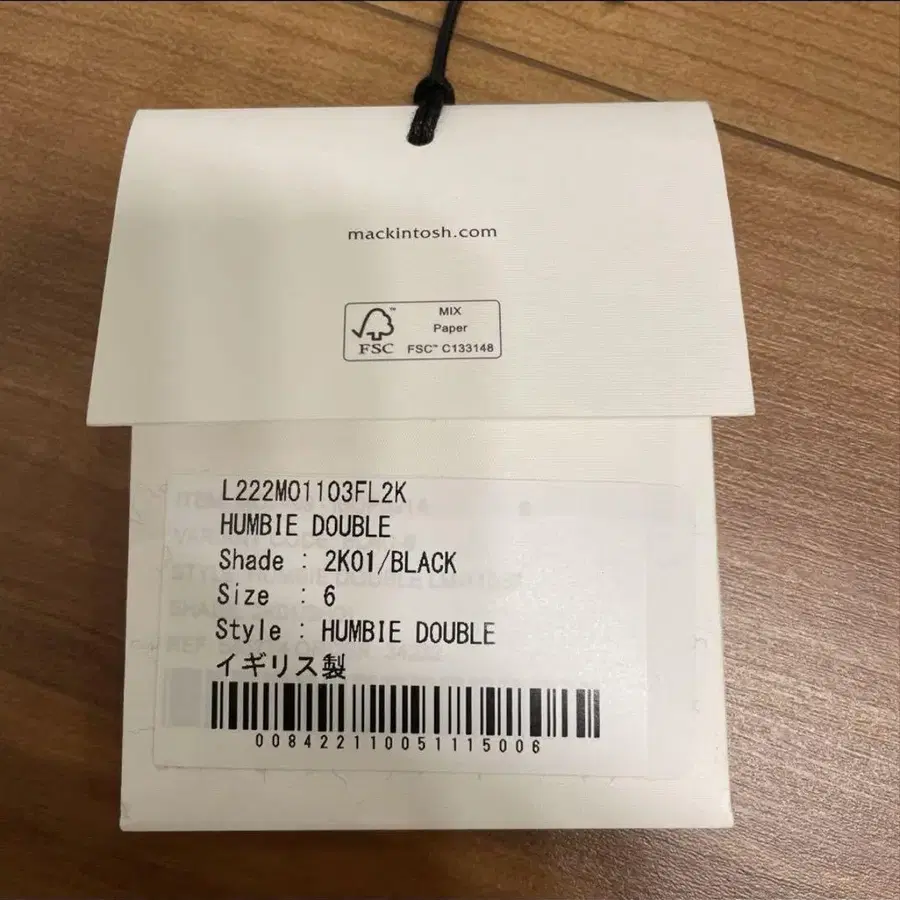 mackintosh.com
MIX
Paper
FSC™ C133148
FSC
L222M01103FL2K
HUMBIE DOUBLE
Shade : 2K01/BLACK
Size : 6
Style : HUMBIE DOUBLE
イギリス製
008422110051115006